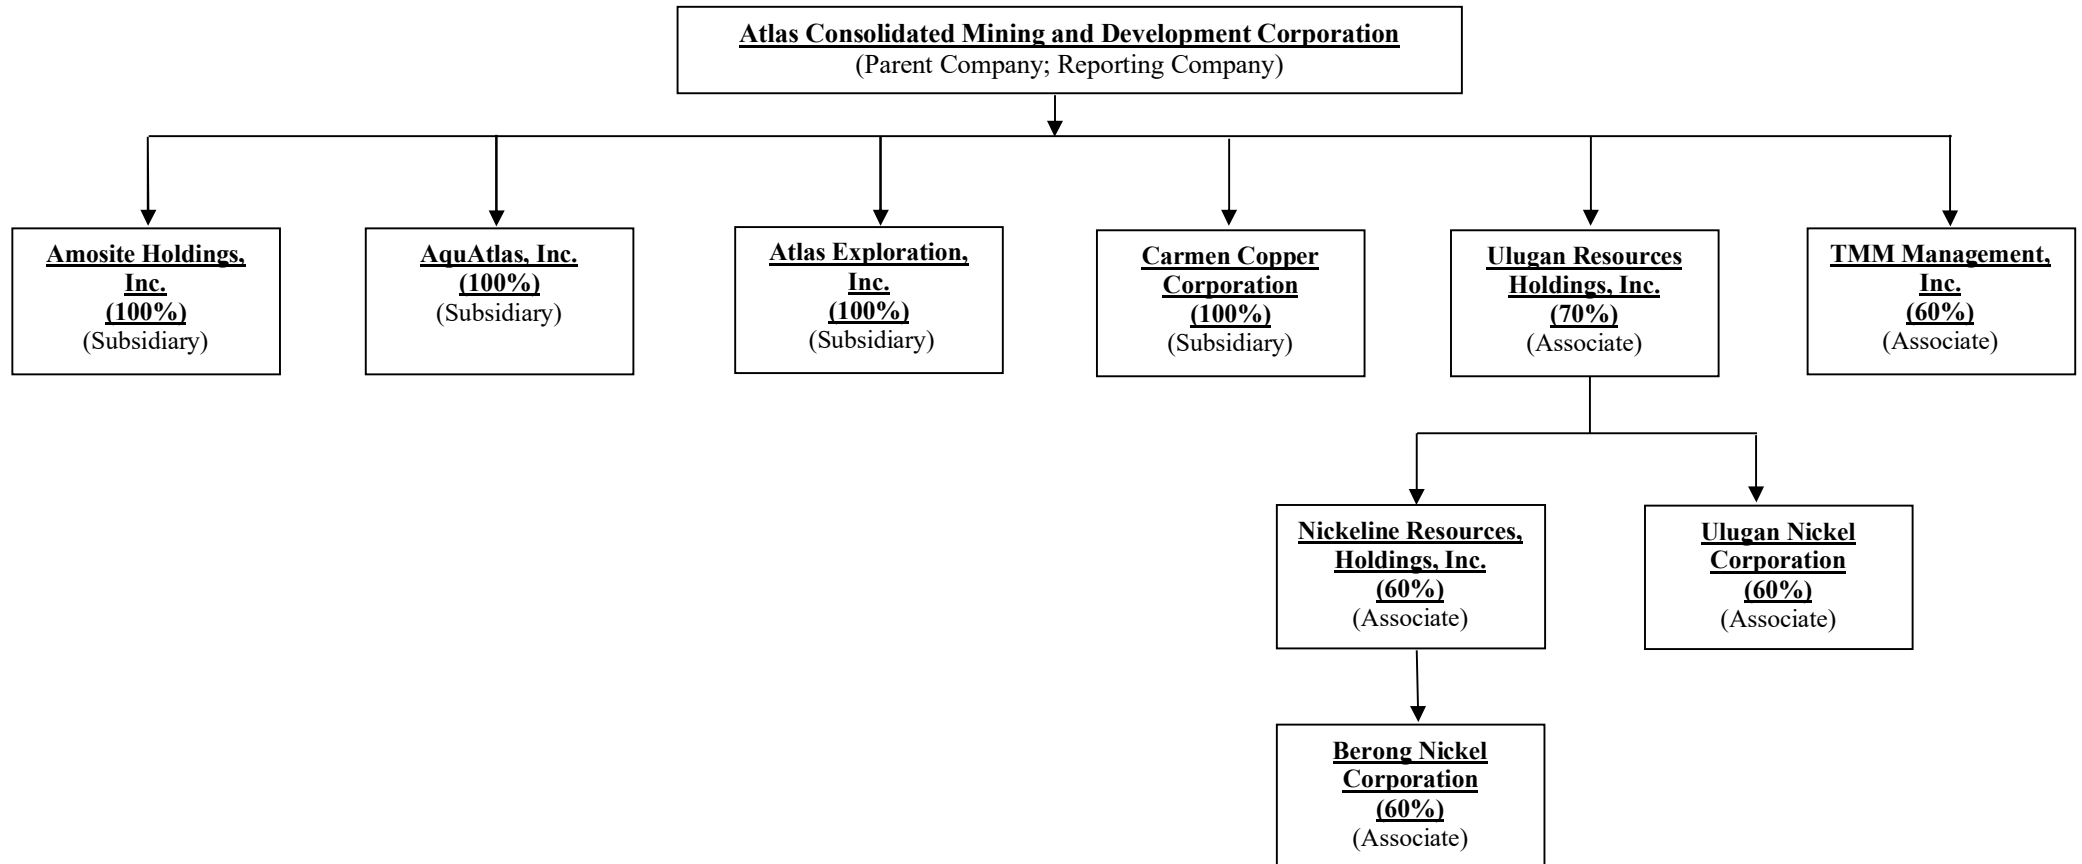 Atlas Consolidated Mining and Development Corporation
(Parent Company; Reporting Company)
Amosite Holdings,
Inc.
(100%)
(Subsidiary)
AquAtlas, Inc.
(100%)
(Subsidiary)
Atlas Exploration,
Inc.
(100%)
(Subsidiary)
Carmen Copper
Corporation
(100%)
(Subsidiary)
Ulugan Resources
Holdings, Inc.
(70%)
(Associate)
TMM Management,
Inc.
(60%)
(Associate)
Nickeline Resources,
Holdings, Inc.
(60%)
(Associate)
Ulugan Nickel
Corporation
(60%)
(Associate)
Berong Nickel
Corporation
(60%)
(Associate)